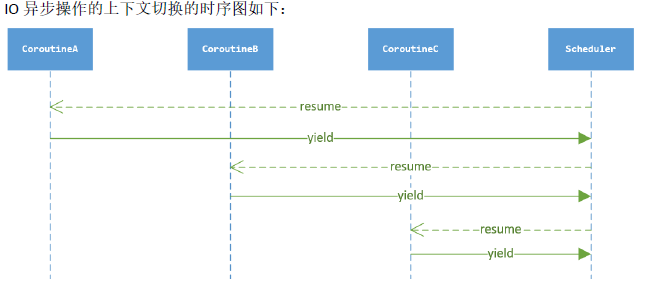 IO 异步操作的上下文切换的时序图如下：
CoroutineA CoroutineB CoroutineC Scheduler
resume
yield
resume
yield
resume
yield